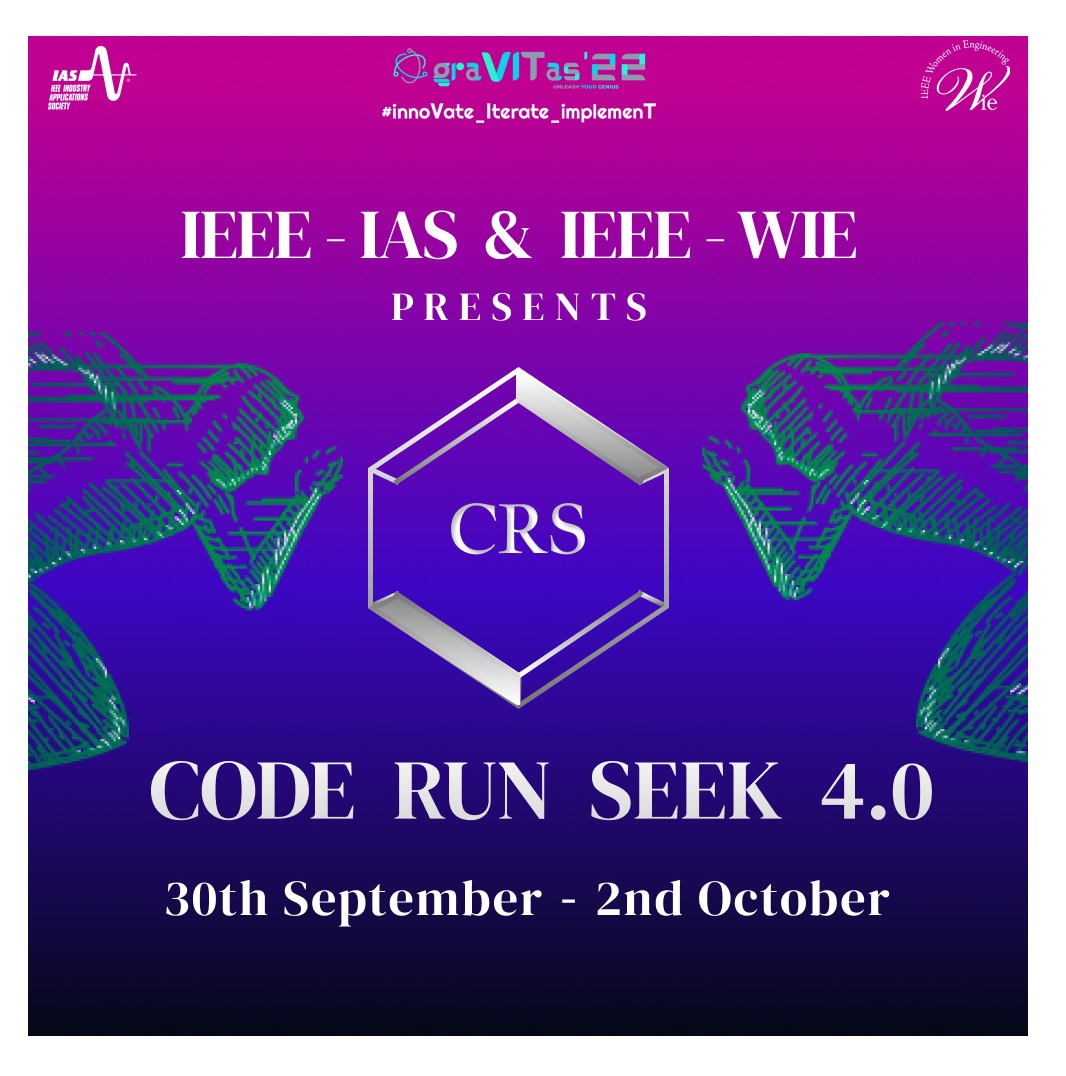 IAS
IEEE INDUSTRY
APPLICATIONS
SOCIETY
graVITas'22
UNLEASH YOUR GENIUS
#innoVate_Iterate_implemenT
IEEE Women in Engineering
Wie
IEEE - IAS & IEEE - WIE
PRESENTS
CRS
CODE RUN SEEK 4.0
30th September - 2nd October